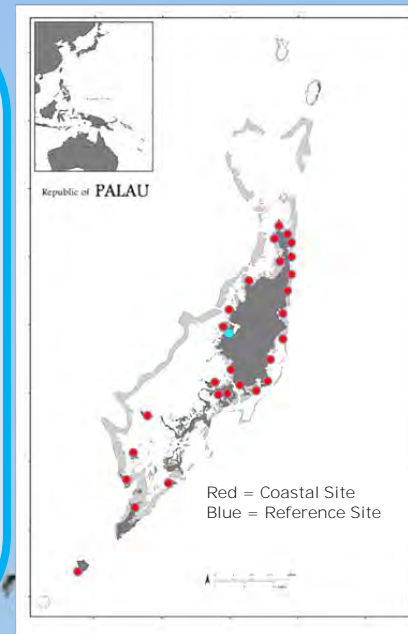 Republic of PALAU
Red = Coastal Site
Blue = Reference Site